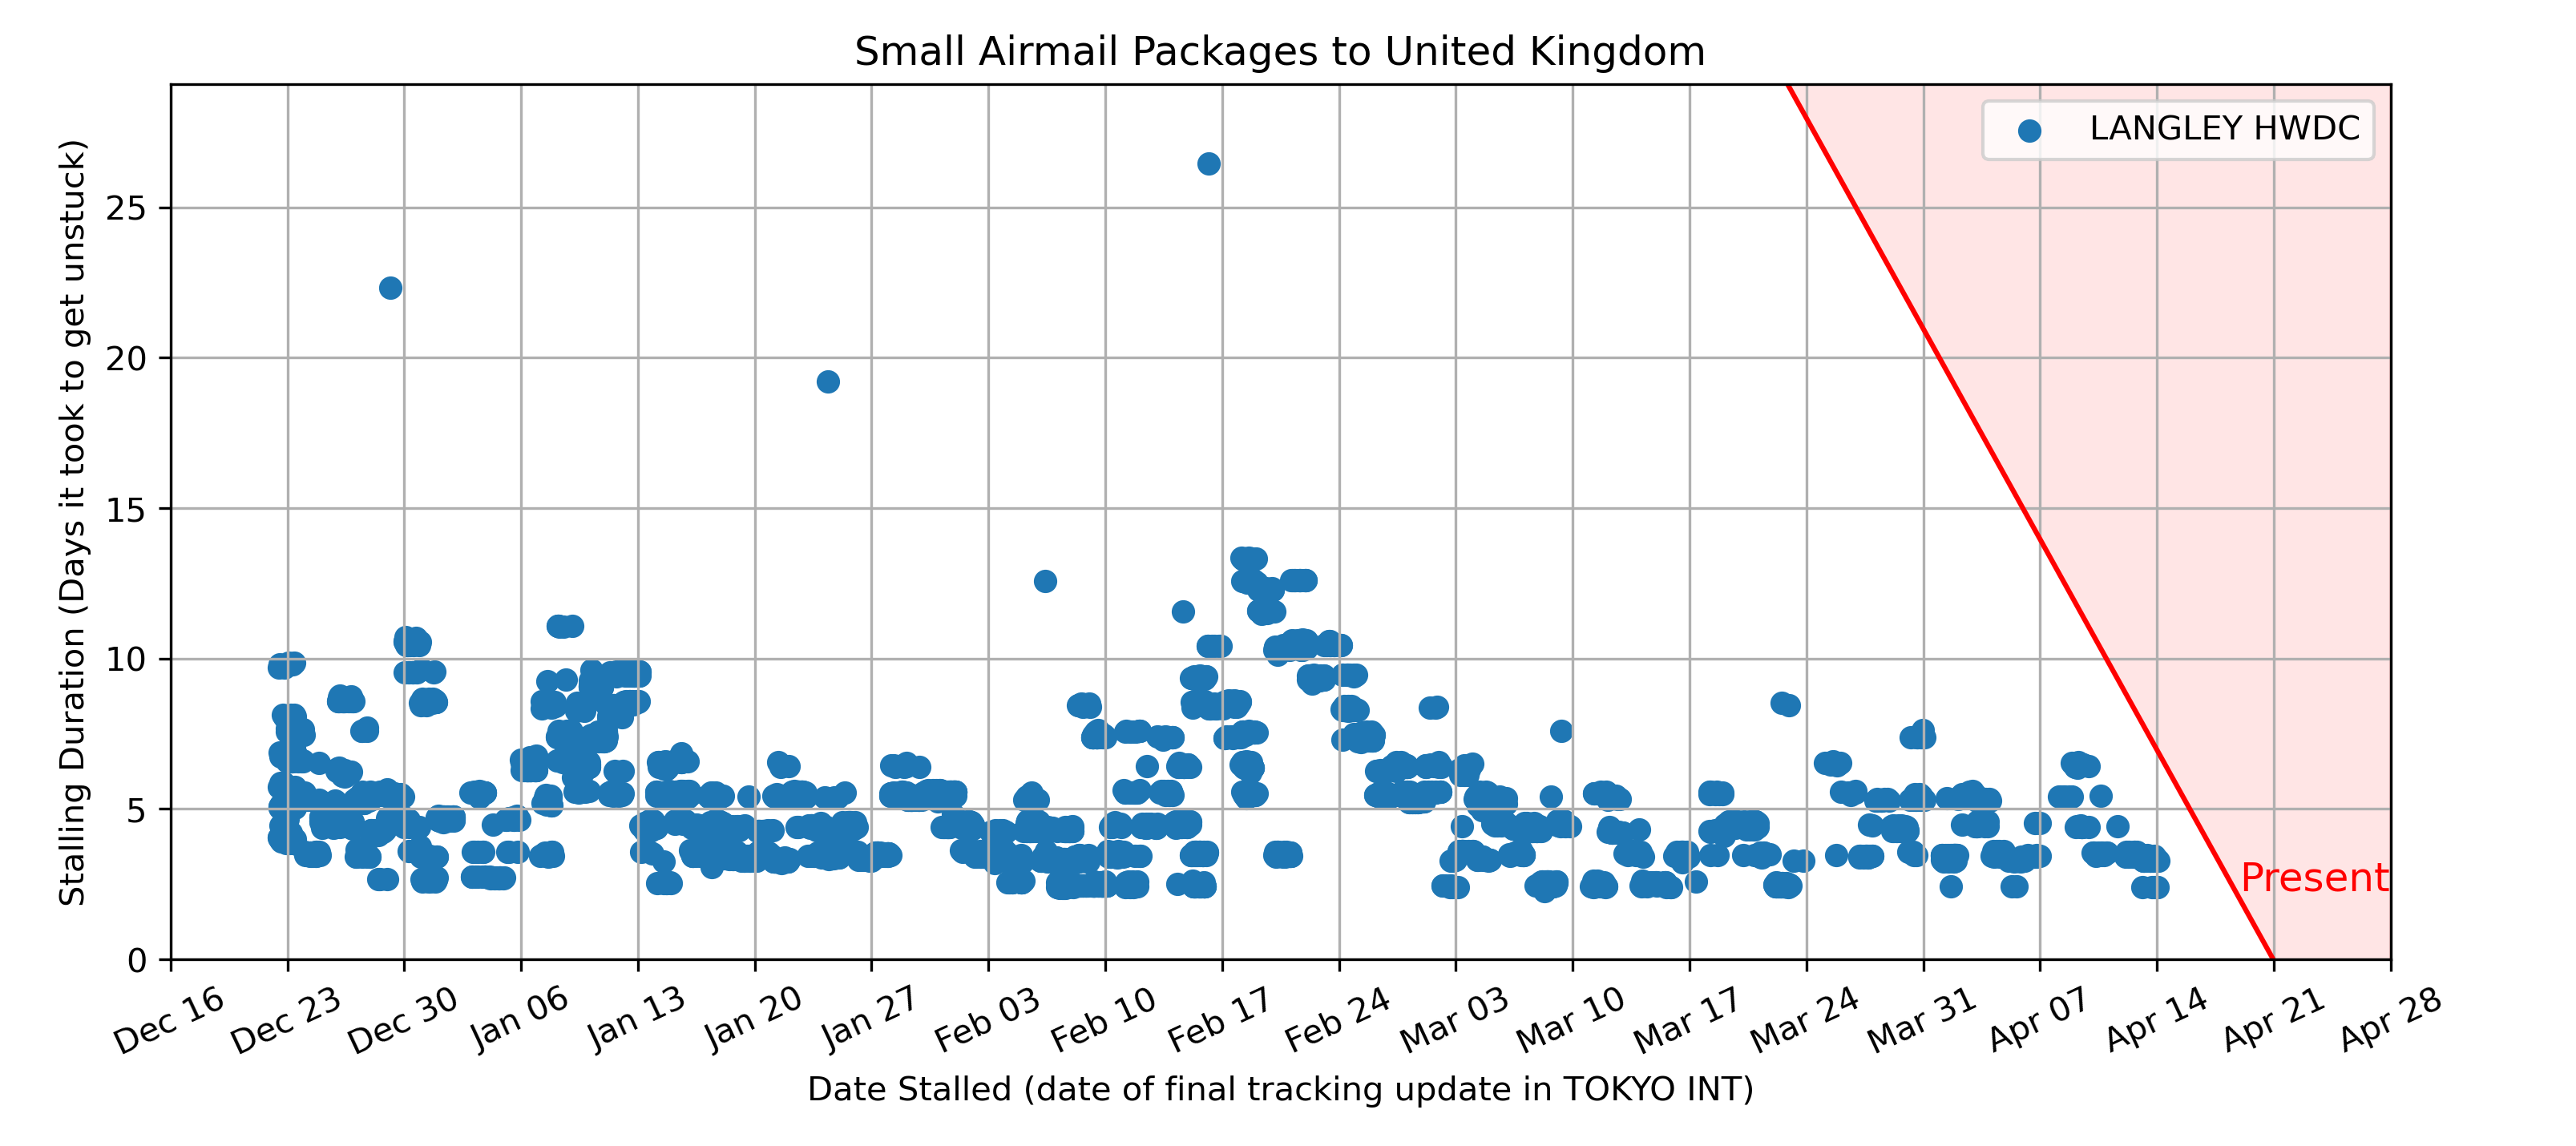 Small Airmail Packages to United Kingdom
LANGLEY HWDC
Stalling Duration (Days it took to get unstuck)
25
20
15
10
5
0
Present
Dec 16
Dec 23
Dec 30
Jan 06
Jan 13
Jan 20
Jan 27
Feb 03
Feb 10
Feb 17
Feb 24
Mar 03
Mar 10
Mar 17
Mar 24
Mar 31
Apr 07
Apr 14
Apr 21
Apr 28
Date Stalled (date of final tracking update in TOKYO INT)